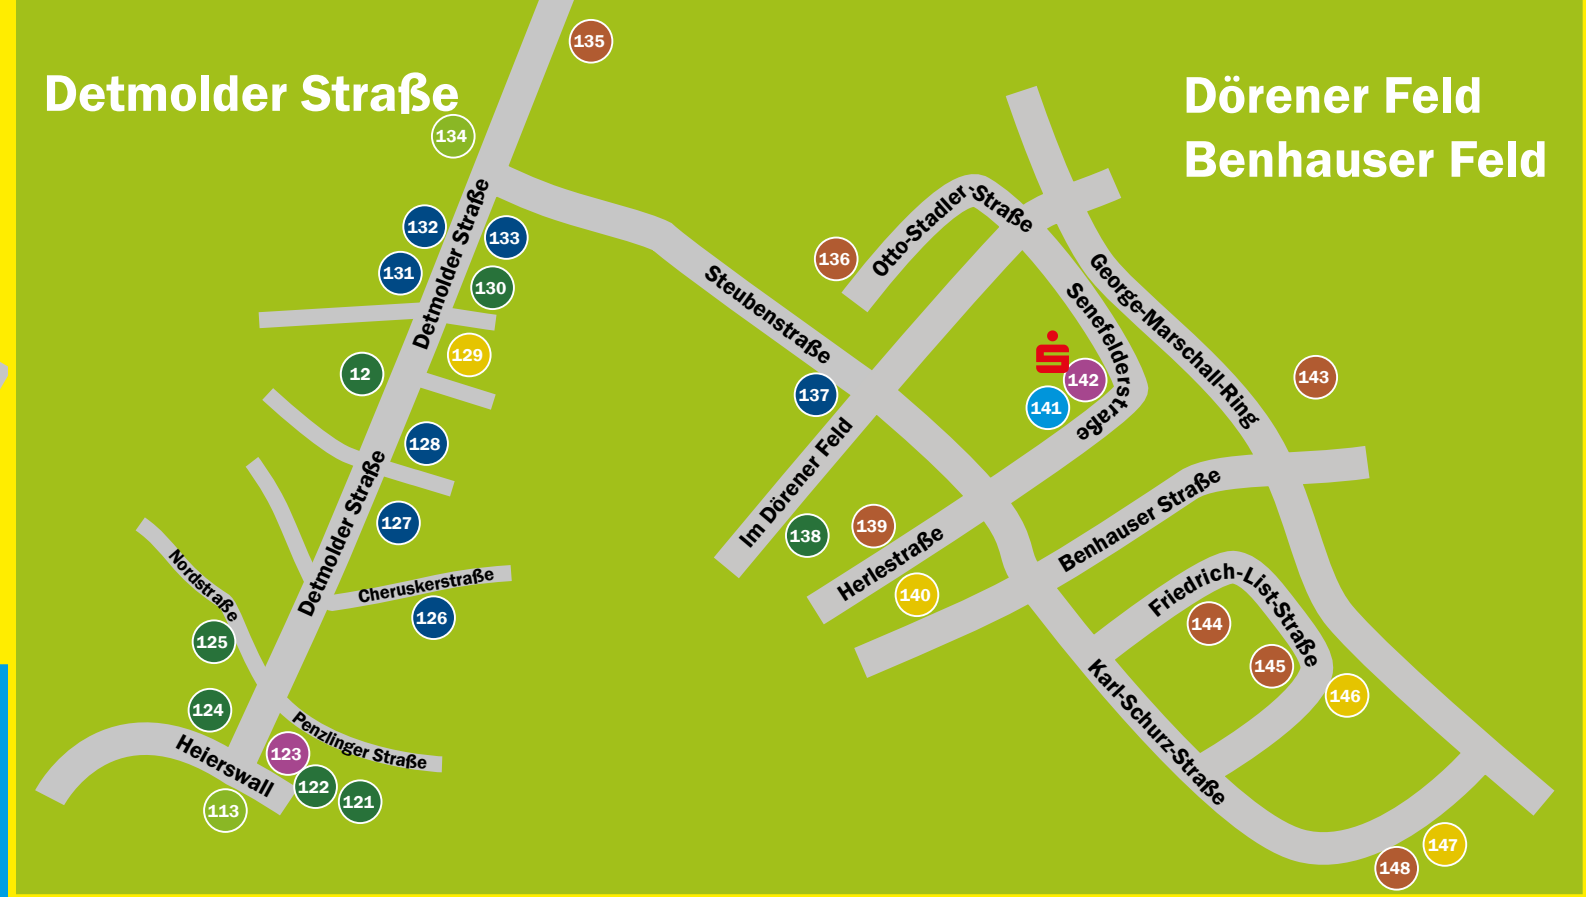 Detmolder Straße
Dörener Feld
Benhauser Feld
135
134
132
133
131
130
129
12
128
127
126
125
124
123
122
121
113
Detmolder Straße
Detmolder Straße
Detmolder Straße
Nordstraße
Cheruskerstraße
Penzlinger Straße
Heierswall
Steubenstraße
136
Otto-Stadler-Straße
Senefelderstraße
George-Marschall-Ring
137
Im Dörener Feld
138
139
140
141
142
143
Herlestraße
Benhauser Straße
Friedrich-List-Straße
144
145
146
Karl-Schurz-Straße
147
148